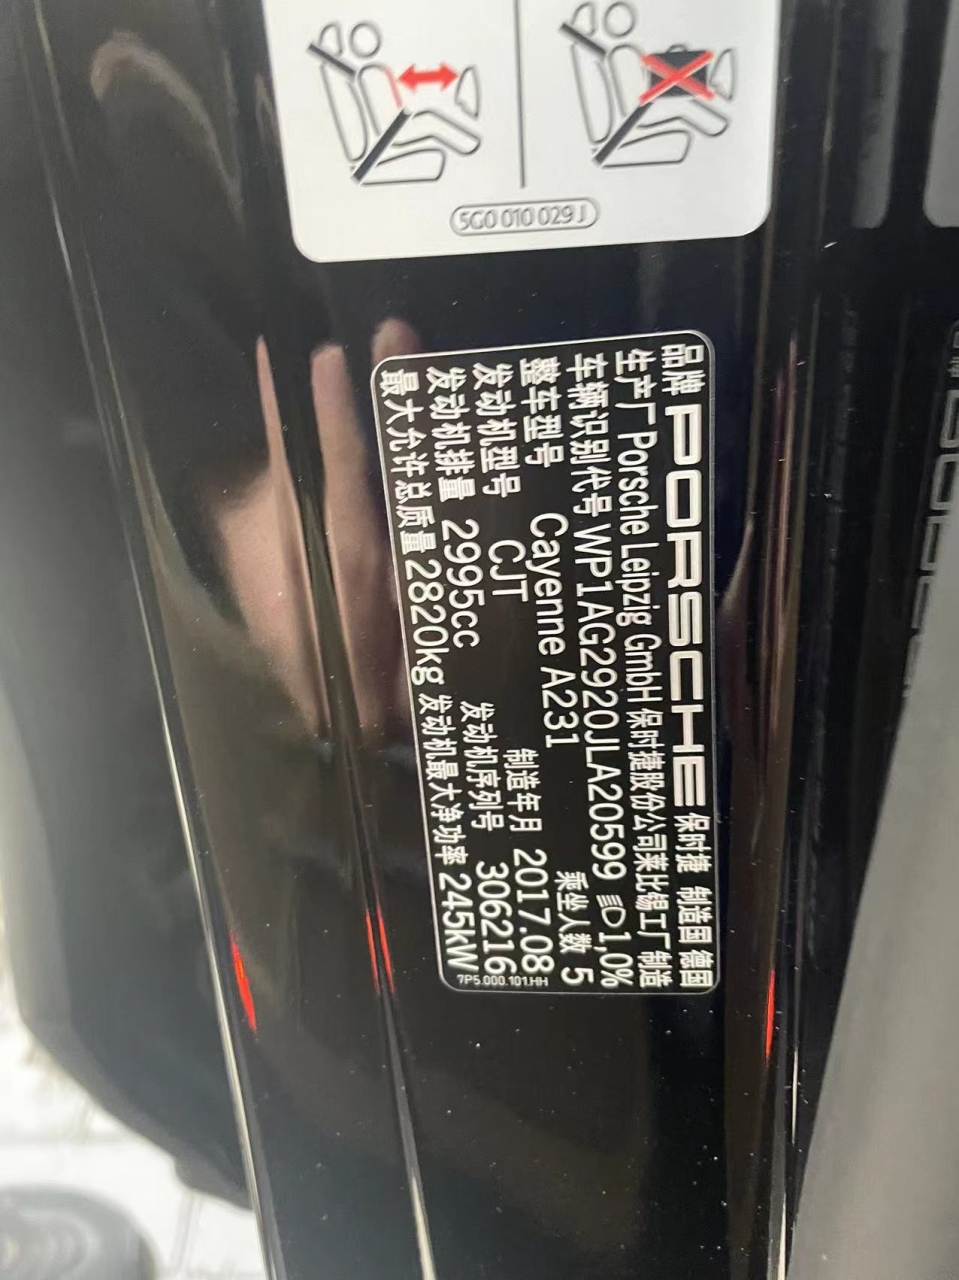 5G0 010 029 J
品牌 PORSCHE 保时捷 制造国 德国
生产厂 Porsche Leipzig GmbH 保时捷股份公司莱比锡工厂制造
车辆识别代号 WP1AG2920JLA20599 1,0%
整车型号 Cayenne A231 乘坐人数 5
发动机型号 CJT 制造年月 2017.08
发动机排量 2995cc 发动机序列号 306216
最大允许总质量 2820kg 发动机最大净功率 245kW
7P5.000.101.HH